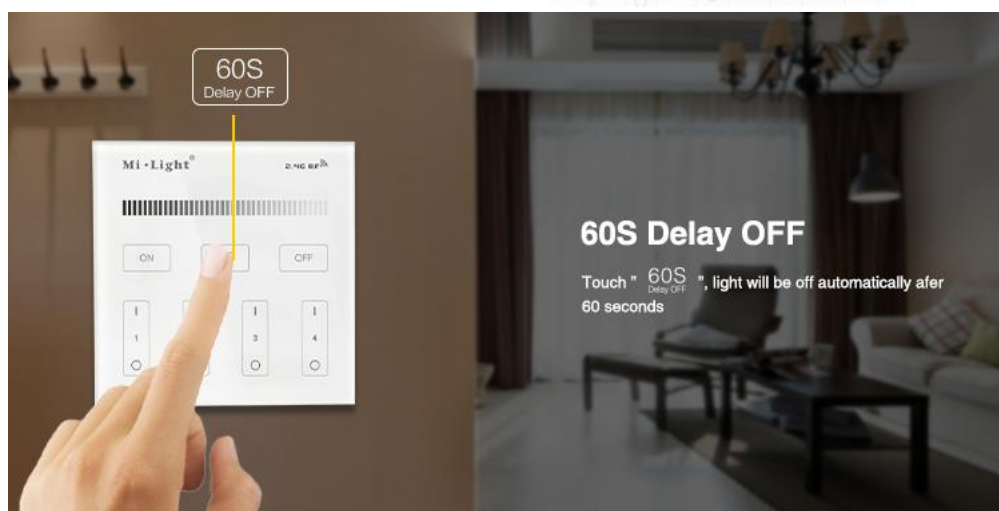 60S
Delay OFF
Mi•Light® 2.4G RF
ON OFF
1 3 4
60S Delay OFF
Touch " 60S Delay OFF ", light will be off automatically afer
60 seconds